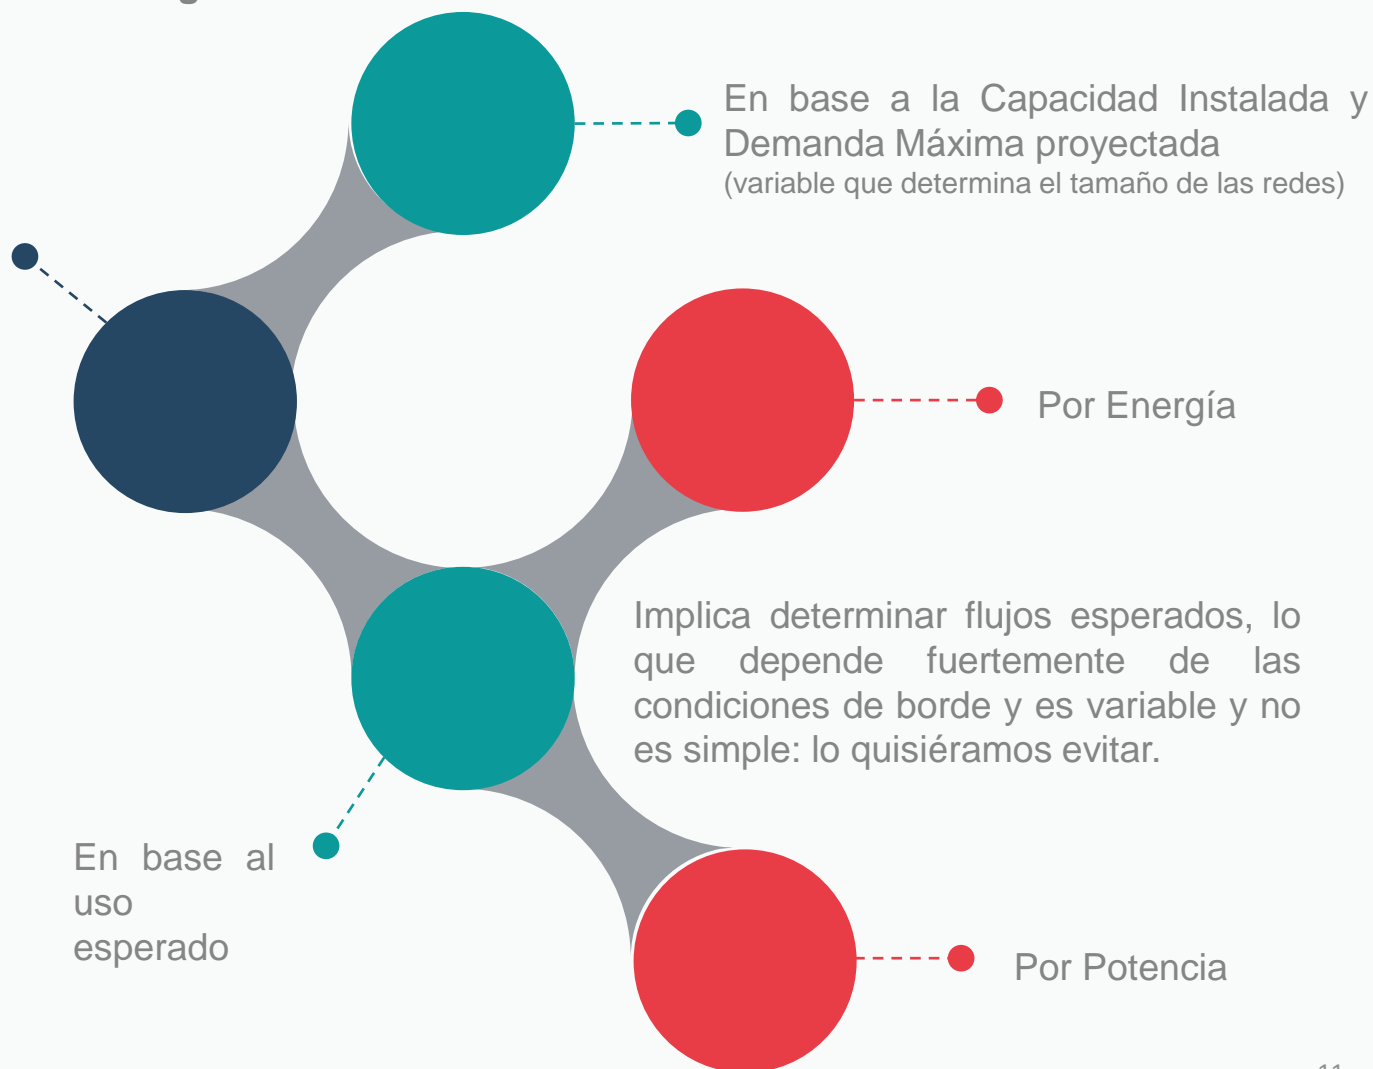 En base a la Capacidad Instalada y
Demanda Máxima proyectada
(variable que determina el tamaño de las redes)
Por Energía
Implica determinar flujos esperados, lo
que depende fuertemente de las
condiciones de borde y es variable y no
es simple: lo quisiéramos evitar.
En base al
uso
esperado
Por Potencia